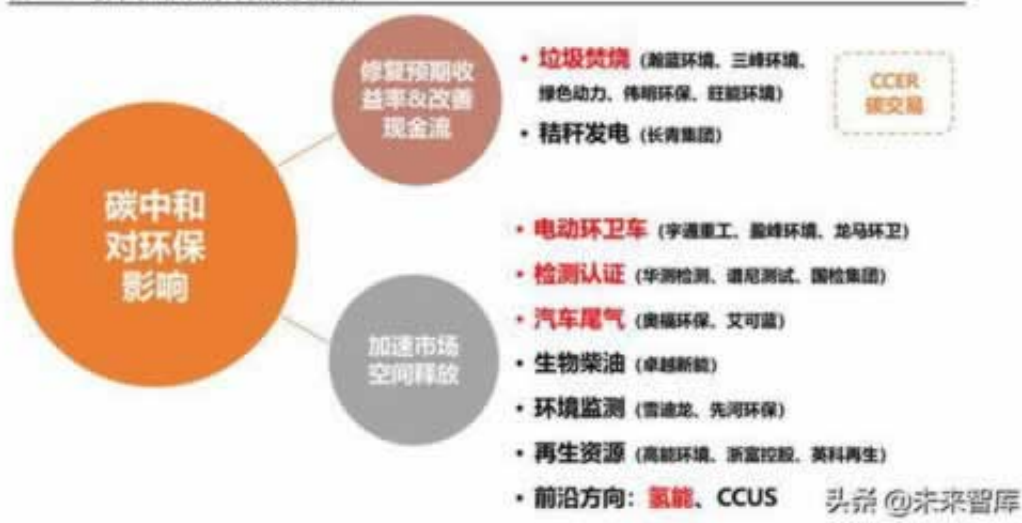 碳中和
对环保
影响
修复预期收
益率&改善
现金流
• 垃圾焚烧（瀚蓝环境、三峰环境、
绿色动力、伟明环保、旺能环境）
• 秸秆发电（长青集团）
CCER
碳交易
加速市场
空间释放
• 电动环卫车（宇通重工、盈峰环境、龙马环卫）
• 检测认证（华测检测、谱尼测试、国检集团）
• 汽车尾气（奥福环保、艾可蓝）
• 生物柴油（卓越新能）
• 环境监测（雪迪龙、先河环保）
• 再生资源（高能环境、浙富控股、英科再生）
• 前沿方向：氢能、CCUS
头条 @未来智库